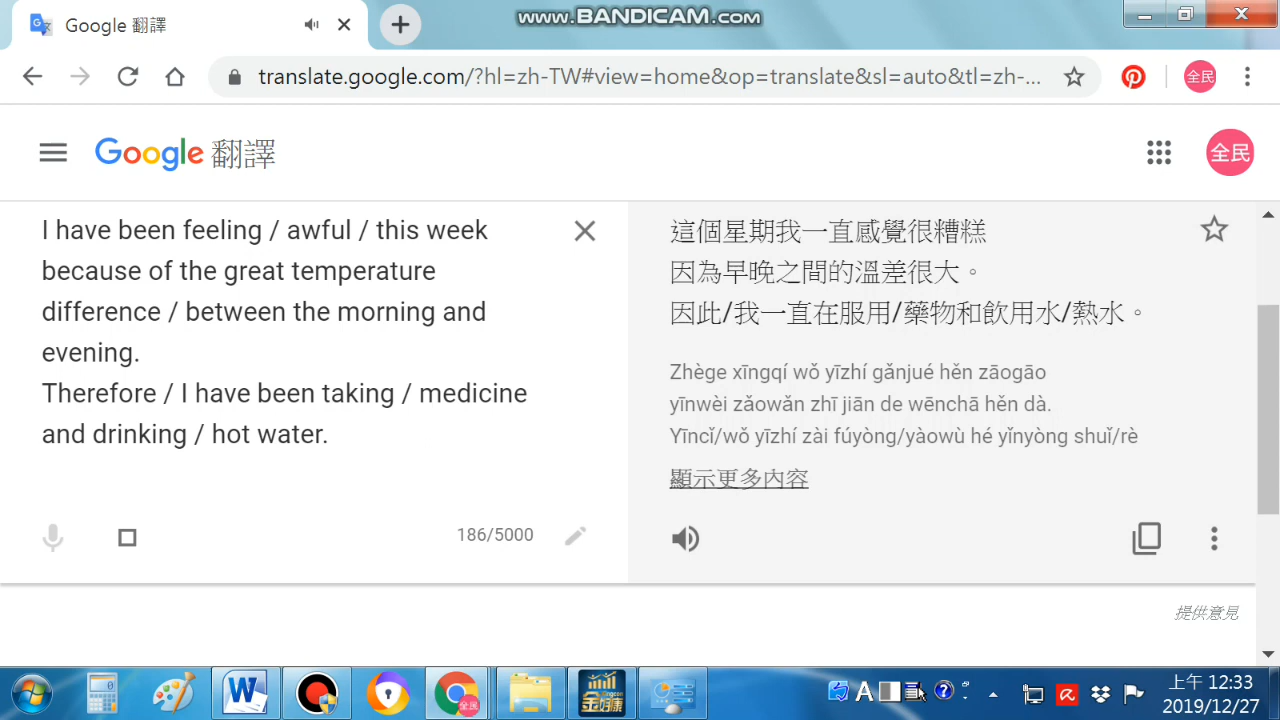 Google 翻譯
www.BANDICAM.com
translate.google.com/?hl=zh-TW#view=home&op=translate&sl=auto&tl=zh-...
全民
Google 翻譯
全民
I have been feeling / awful / this week
because of the great temperature
difference / between the morning and
evening.
Therefore / I have been taking / medicine
and drinking / hot water.
186/5000
這個星期我一直感覺很糟糕
因為早晚之間的溫差很大。
因此/我一直在服用/藥物和飲用水/熱水。
Zhège xīngqí wǒ yīzhí gǎnjué hěn zāogāo
yīnwèi zǎowǎn zhī jiān de wēnchā hěn dà.
Yīncǐ/wǒ yīzhí zài fúyòng/yàowù hé yǐnyòng shuǐ/rè
顯示更多內容
提供意見
全民
金好康
A
上午 12:33
2019/12/27